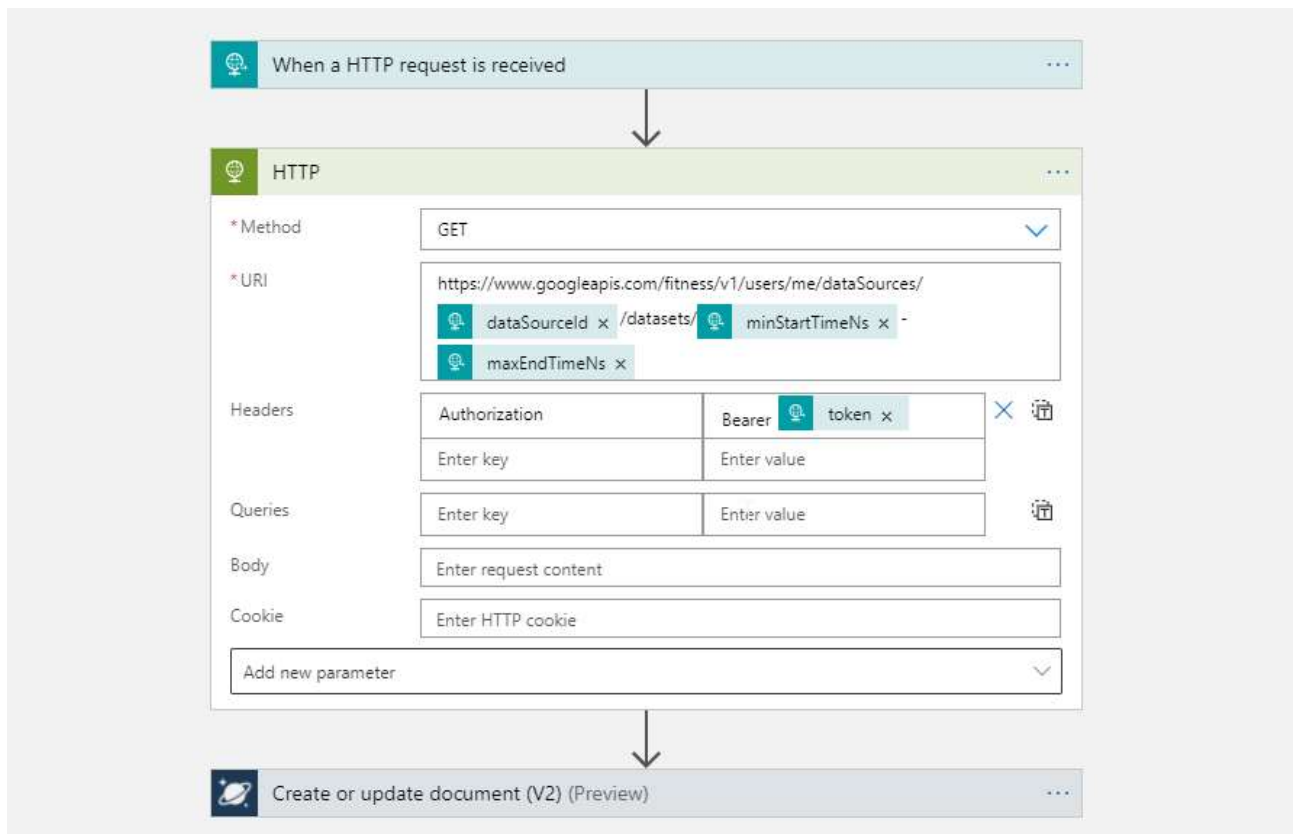 When a HTTP request is received
HTTP
* Method
GET
* URI
https://www.googleapis.com/fitness/v1/users/me/dataSources/
dataSourceId × /datasets/ minStartTimeNs × -
maxEndTimeNs ×
Headers
Authorization
Bearer token ×
Enter key
Enter value
Queries
Enter key
Enter value
Body
Enter request content
Cookie
Enter HTTP cookie
Add new parameter
Create or update document (V2) (Preview)